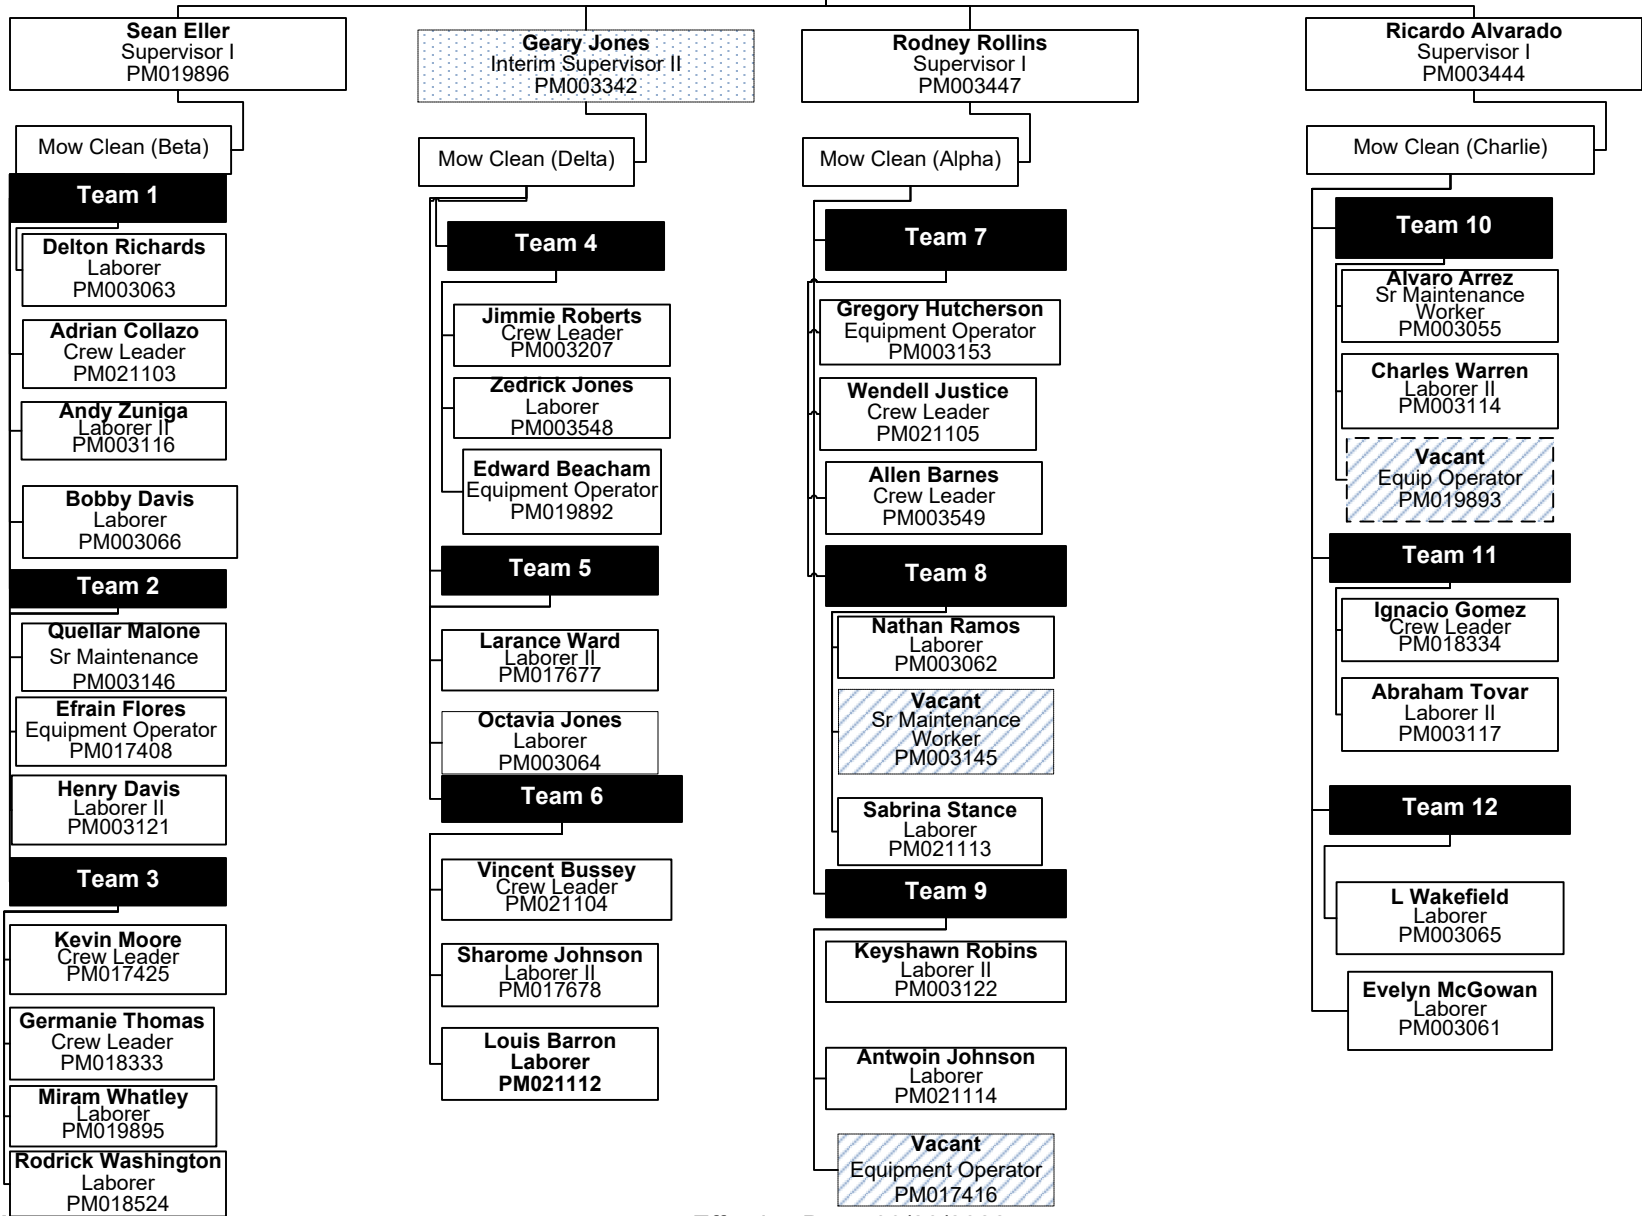 Sean Eller
Supervisor I
PM019896
Mow Clean (Beta)
Team 1
Delton Richards
Laborer
PM003063
Adrian Collazo
Crew Leader
PM021103
Andy Zuniga
Laborer II
PM003116
Bobby Davis
Laborer
PM003066
Team 2
Quellar Malone
Sr Maintenance
PM003146
Efrain Flores
Equipment Operator
PM017408
Henry Davis
Laborer II
PM003121
Team 3
Kevin Moore
Crew Leader
PM017425
Germanie Thomas
Crew Leader
PM018333
Miram Whatley
Laborer
PM019895
Rodrick Washington
Laborer
PM018524
Geary Jones
Interim Supervisor II
PM003342
Mow Clean (Delta)
Team 4
Jimmie Roberts
Crew Leader
PM003207
Zedrick Jones
Laborer
PM003548
Edward Beacham
Equipment Operator
PM019892
Team 5
Larance Ward
Laborer II
PM017677
Octavia Jones
Laborer
PM003064
Team 6
Vincent Bussey
Crew Leader
PM021104
Sharome Johnson
Laborer II
PM017678
Louis Barron
Laborer
PM021112
Rodney Rollins
Supervisor I
PM003447
Mow Clean (Alpha)
Team 7
Gregory Hutcherson
Equipment Operator
PM003153
Wendell Justice
Crew Leader
PM021105
Allen Barnes
Crew Leader
PM003549
Team 8
Nathan Ramos
Laborer
PM003062
Vacant
Sr Maintenance
Worker
PM003145
Sabrina Stance
Laborer
PM021113
Team 9
Keyshawn Robins
Laborer II
PM003122
Antwoin Johnson
Laborer
PM021114
Vacant
Equipment Operator
PM017416
Ricardo Alvarado
Supervisor I
PM003444
Mow Clean (Charlie)
Team 10
Alvaro Arrez
Sr Maintenance
Worker
PM003055
Charles Warren
Laborer II
PM003114
Vacant
Equip Operator
PM019893
Team 11
Ignacio Gomez
Crew Leader
PM018334
Abraham Tovar
Laborer II
PM003117
Team 12
L Wakefield
Laborer
PM003065
Evelyn McGowan
Laborer
PM003061